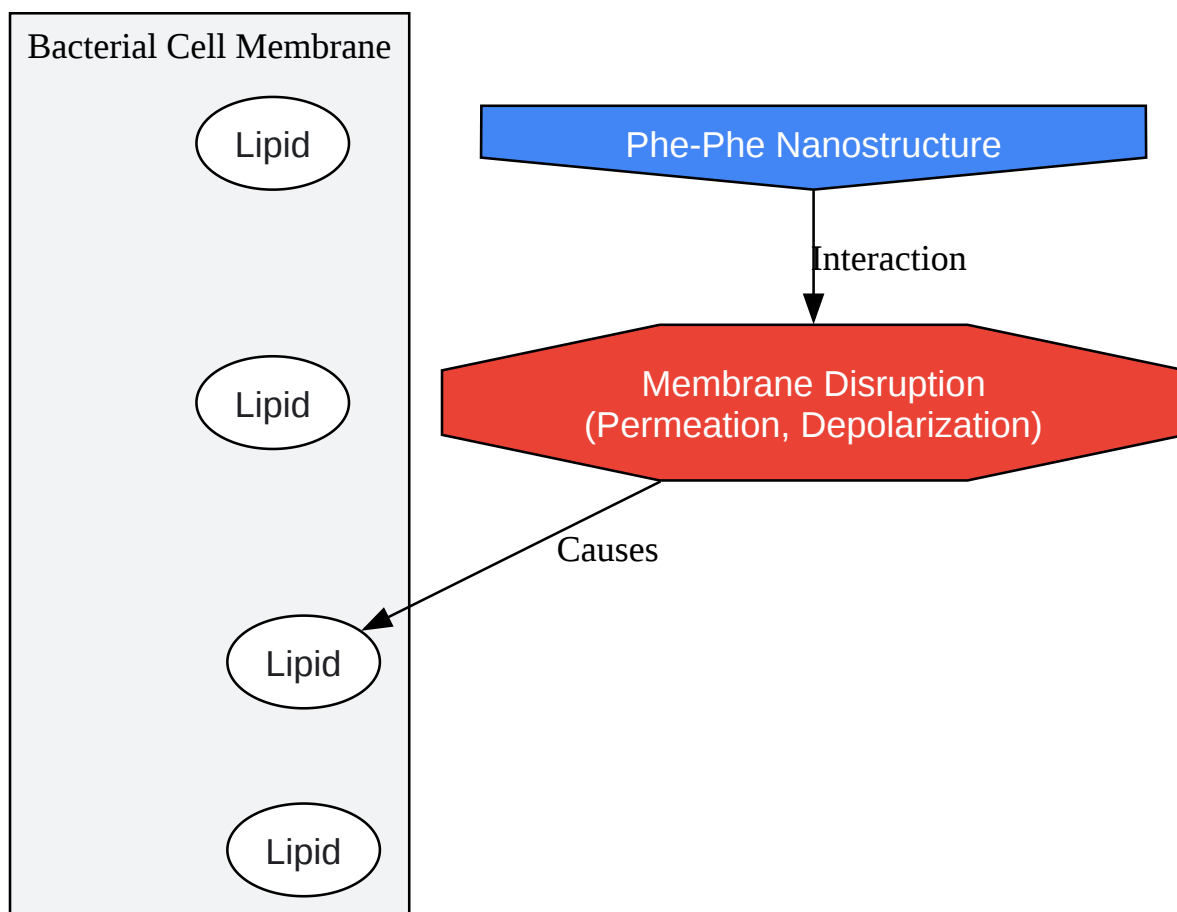 Bacterial Cell Membrane
Lipid
Phe-Phe Nanostructure
Interaction
Lipid
Membrane Disruption
(Permeation, Depolarization)
Causes
Lipid
Lipid